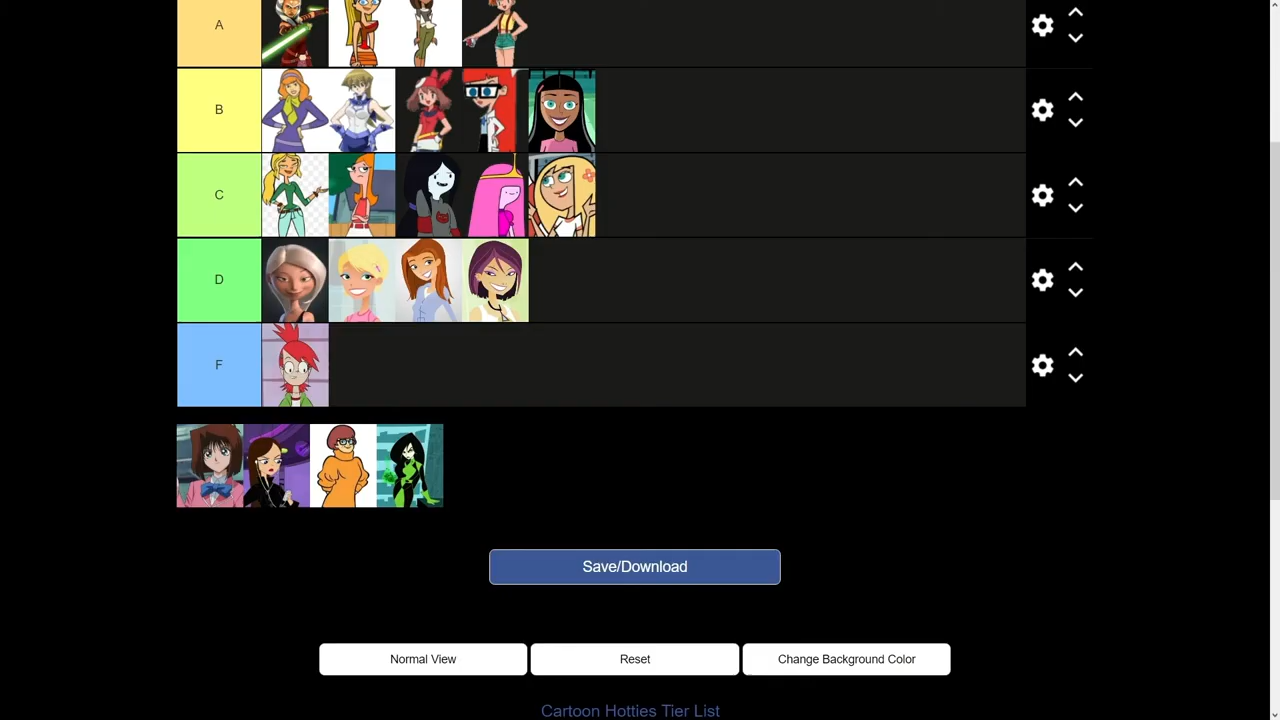 A
B
C
D
F
Save/Download
Normal View
Reset
Change Background Color
Cartoon Hotties Tier List